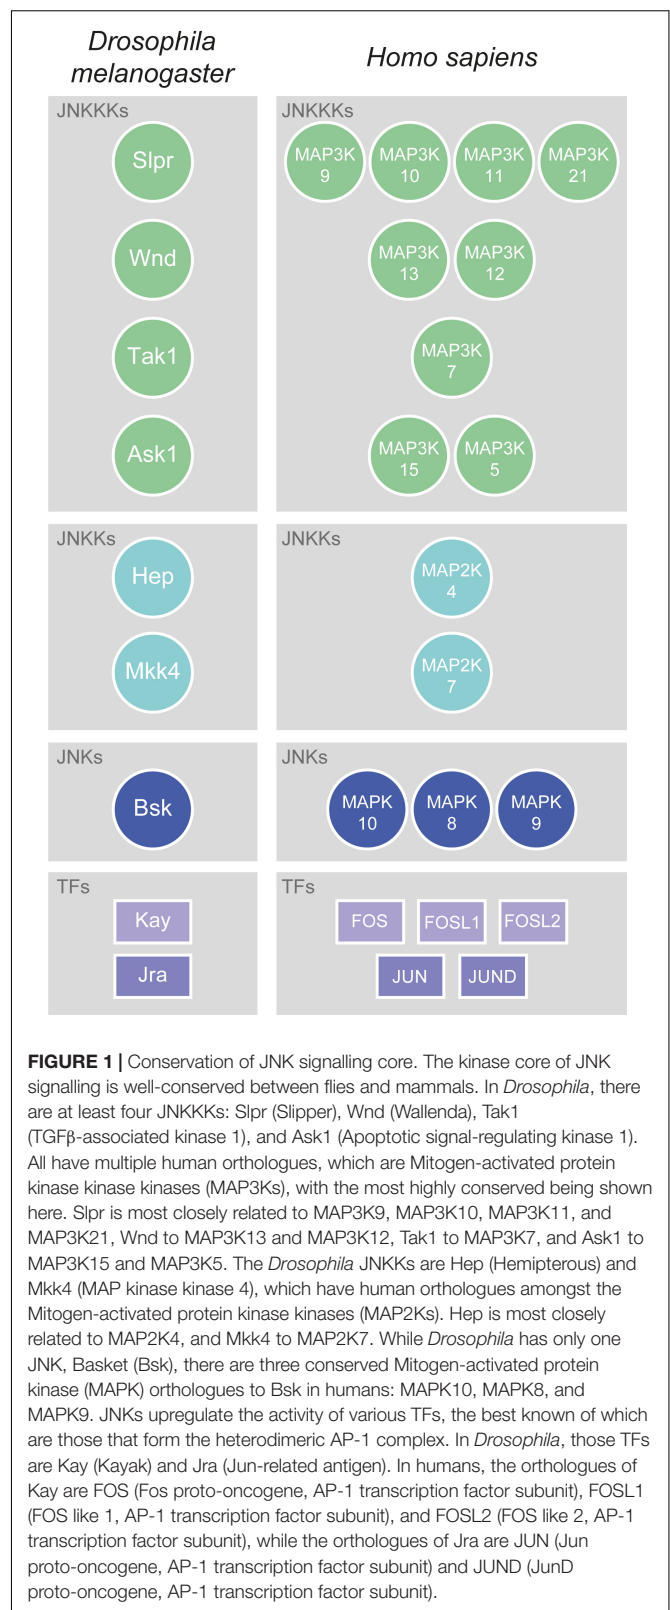 Drosophila
melanogaster
Homo sapiens
JNKKKs
JNKKKs
Slpr
MAP3K
9
MAP3K
10
MAP3K
11
MAP3K
21
Wnd
MAP3K
13
MAP3K
12
Tak1
MAP3K
7
Ask1
MAP3K
15
MAP3K
5
JNKKs
JNKKs
Hep
MAP2K
4
Mkk4
MAP2K
7
JNKs
JNKs
Bsk
MAPK
10
MAPK
8
MAPK
9
TFs
TFs
Kay
FOS
FOSL1
FOSL2
Jra
JUN
JUND
FIGURE 1 | Conservation of JNK signalling core. The kinase core of JNK
signalling is well-conserved between flies and mammals. In Drosophila, there
are at least four JNKKKs: Slpr (Slipper), Wnd (Wallenda), Tak1
(TGFβ-associated kinase 1), and Ask1 (Apoptotic signal-regulating kinase 1).
All have multiple human orthologues, which are Mitogen-activated protein
kinase kinase kinases (MAP3Ks), with the most highly conserved being shown
here. Slpr is most closely related to MAP3K9, MAP3K10, MAP3K11, and
MAP3K21, Wnd to MAP3K13 and MAP3K12, Tak1 to MAP3K7, and Ask1 to
MAP3K15 and MAP3K5. The Drosophila JNKKs are Hep (Hemipterous) and
Mkk4 (MAP kinase kinase 4), which have human orthologues amongst the
Mitogen-activated protein kinase kinases (MAP2Ks). Hep is most closely
related to MAP2K4, and Mkk4 to MAP2K7. While Drosophila has only one
JNK, Basket (Bsk), there are three conserved Mitogen-activated protein
kinase (MAPK) orthologues to Bsk in humans: MAPK10, MAPK8, and
MAPK9. JNKs upregulate the activity of various TFs, the best known of which
are those that form the heterodimeric AP-1 complex. In Drosophila, those TFs
are Kay (Kayak) and Jra (Jun-related antigen). In humans, the orthologues of
Kay are FOS (Fos proto-oncogene, AP-1 transcription factor subunit), FOSL1
(FOS like 1, AP-1 transcription factor subunit), and FOSL2 (FOS like 2, AP-1
transcription factor subunit), while the orthologues of Jra are JUN (Jun
proto-oncogene, AP-1 transcription factor subunit) and JUND (JunD
proto-oncogene, AP-1 transcription factor subunit).